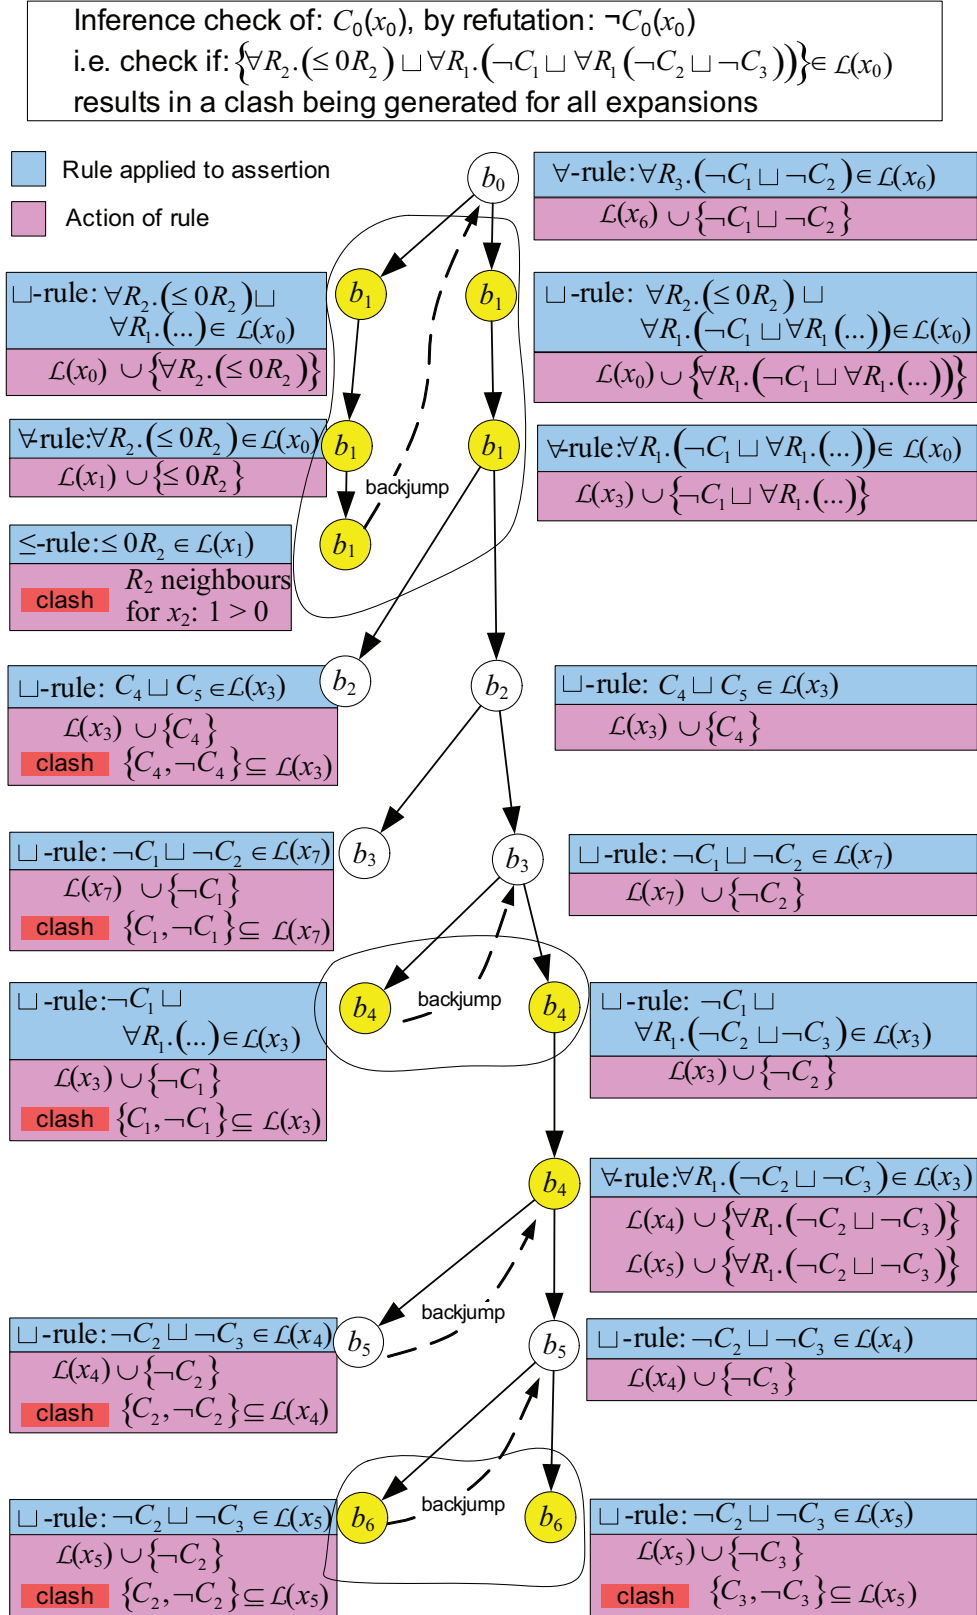 Inference check of: C₀(x₀), by refutation: ¬C₀(x₀)
i.e. check if: {∀R₂.(≤ 0R₂) ⊔ ∀R₁.(¬C₁ ⊔ ∀R₁(¬C₂ ⊔ ¬C₃))} ∈ ℒ(x₀)
results in a clash being generated for all expansions
Rule applied to assertion
Action of rule
b₀
∀-rule: ∀R₃.(¬C₁ ⊔ ¬C₂) ∈ ℒ(x₆)
ℒ(x₆) ∪ {¬C₁ ⊔ ¬C₂}
⊔-rule: ∀R₂.(≤ 0R₂) ⊔
∀R₁.(...) ∈ ℒ(x₀)
ℒ(x₀) ∪ {∀R₂.(≤ 0R₂)}
b₁
b₁
⊔-rule: ∀R₂.(≤ 0R₂) ⊔
∀R₁.(¬C₁ ⊔ ∀R₁(...)) ∈ ℒ(x₀)
ℒ(x₀) ∪ {∀R₁.(¬C₁ ⊔ ∀R₁.(...))}
∀-rule: ∀R₂.(≤ 0R₂) ∈ ℒ(x₀)
ℒ(x₁) ∪ {≤ 0R₂}
b₁
b₁
backjump
∀-rule: ∀R₁.(¬C₁ ⊔ ∀R₁.(...)) ∈ ℒ(x₀)
ℒ(x₃) ∪ {¬C₁ ⊔ ∀R₁.(...)}
≤-rule: ≤ 0R₂ ∈ ℒ(x₁)
clash R₂ neighbours
for x₂: 1 > 0
b₁
⊔-rule: C₄ ⊔ C₅ ∈ ℒ(x₃)
ℒ(x₃) ∪ {C₄}
clash {C₄, ¬C₄} ⊆ ℒ(x₃)
b₂
b₂
⊔-rule: C₄ ⊔ C₅ ∈ ℒ(x₃)
ℒ(x₃) ∪ {C₄}
⊔-rule: ¬C₁ ⊔ ¬C₂ ∈ ℒ(x₇)
ℒ(x₇) ∪ {¬C₁}
clash {C₁, ¬C₁} ⊆ ℒ(x₇)
b₃
b₃
⊔-rule: ¬C₁ ⊔ ¬C₂ ∈ ℒ(x₇)
ℒ(x₇) ∪ {¬C₂}
⊔-rule: ¬C₁ ⊔
∀R₁.(...) ∈ ℒ(x₃)
ℒ(x₃) ∪ {¬C₁}
clash {C₁, ¬C₁} ⊆ ℒ(x₃)
b₄
backjump
b₄
⊔-rule: ¬C₁ ⊔
∀R₁.(¬C₂ ⊔ ¬C₃) ∈ ℒ(x₃)
ℒ(x₃) ∪ {¬C₂}
b₄
∀-rule: ∀R₁.(¬C₂ ⊔ ¬C₃) ∈ ℒ(x₃)
ℒ(x₄) ∪ {∀R₁.(¬C₂ ⊔ ¬C₃)}
ℒ(x₅) ∪ {∀R₁.(¬C₂ ⊔ ¬C₃)}
backjump
⊔-rule: ¬C₂ ⊔ ¬C₃ ∈ ℒ(x₄)
ℒ(x₄) ∪ {¬C₂}
clash {C₂, ¬C₂} ⊆ ℒ(x₄)
b₅
b₅
⊔-rule: ¬C₂ ⊔ ¬C₃ ∈ ℒ(x₄)
ℒ(x₄) ∪ {¬C₃}
backjump
⊔-rule: ¬C₂ ⊔ ¬C₃ ∈ ℒ(x₅)
ℒ(x₅) ∪ {¬C₂}
clash {C₂, ¬C₂} ⊆ ℒ(x₅)
b₆
b₆
⊔-rule: ¬C₂ ⊔ ¬C₃ ∈ ℒ(x₅)
ℒ(x₅) ∪ {¬C₃}
clash {C₃, ¬C₃} ⊆ ℒ(x₅)